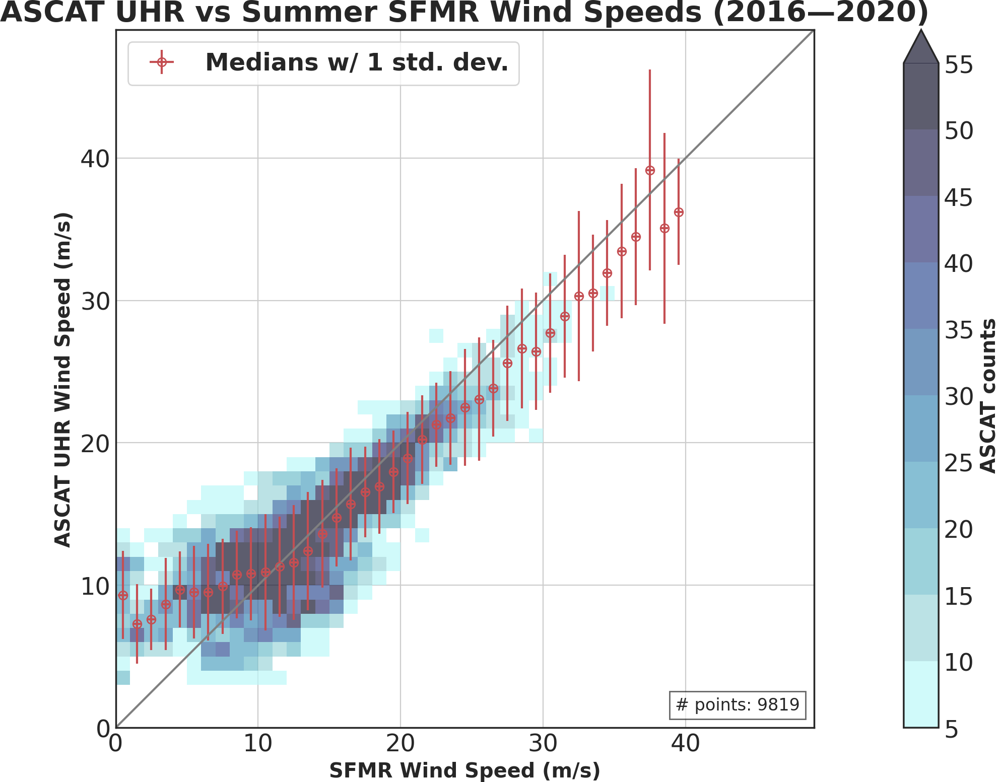 ASCAT UHR vs Summer SFMR Wind Speeds (2016—2020)
Medians w/ 1 std. dev.
ASCAT UHR Wind Speed (m/s)
40
30
20
10
0
0 10 20 30 40
SFMR Wind Speed (m/s)
# points: 9819
55
50
45
40
35
30
25
20
15
10
5
ASCAT counts